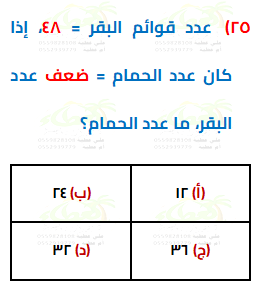 ٢٥) عدد قوائم البقر = ٤٨، إذا
كان عدد الحمام = ضعف عدد
البقر، ما عدد الحمام؟
(أ) ١٢
(ب) ٢٤
(ج) ٣٦
(د) ٣٢